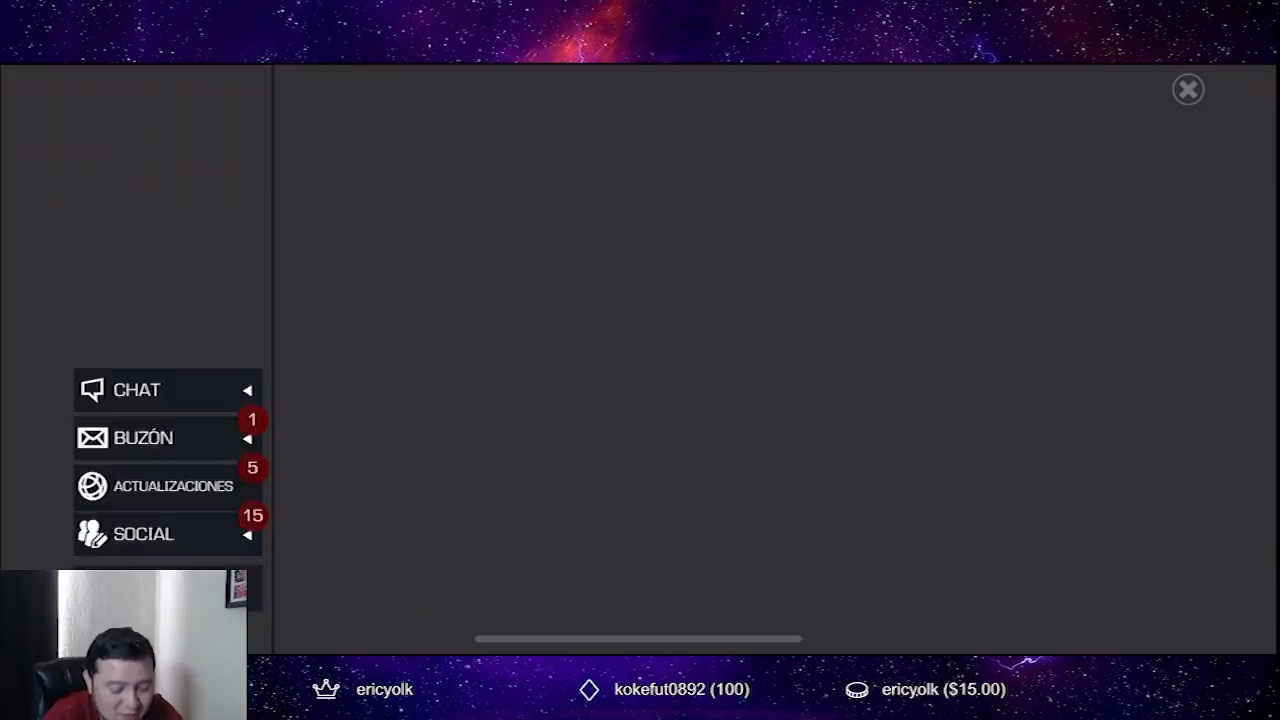 CHAT
1
BUZÓN
5
ACTUALIZACIONES
15
SOCIAL
ericyolk
kokefut0892 (100)
ericyolk ($15.00)